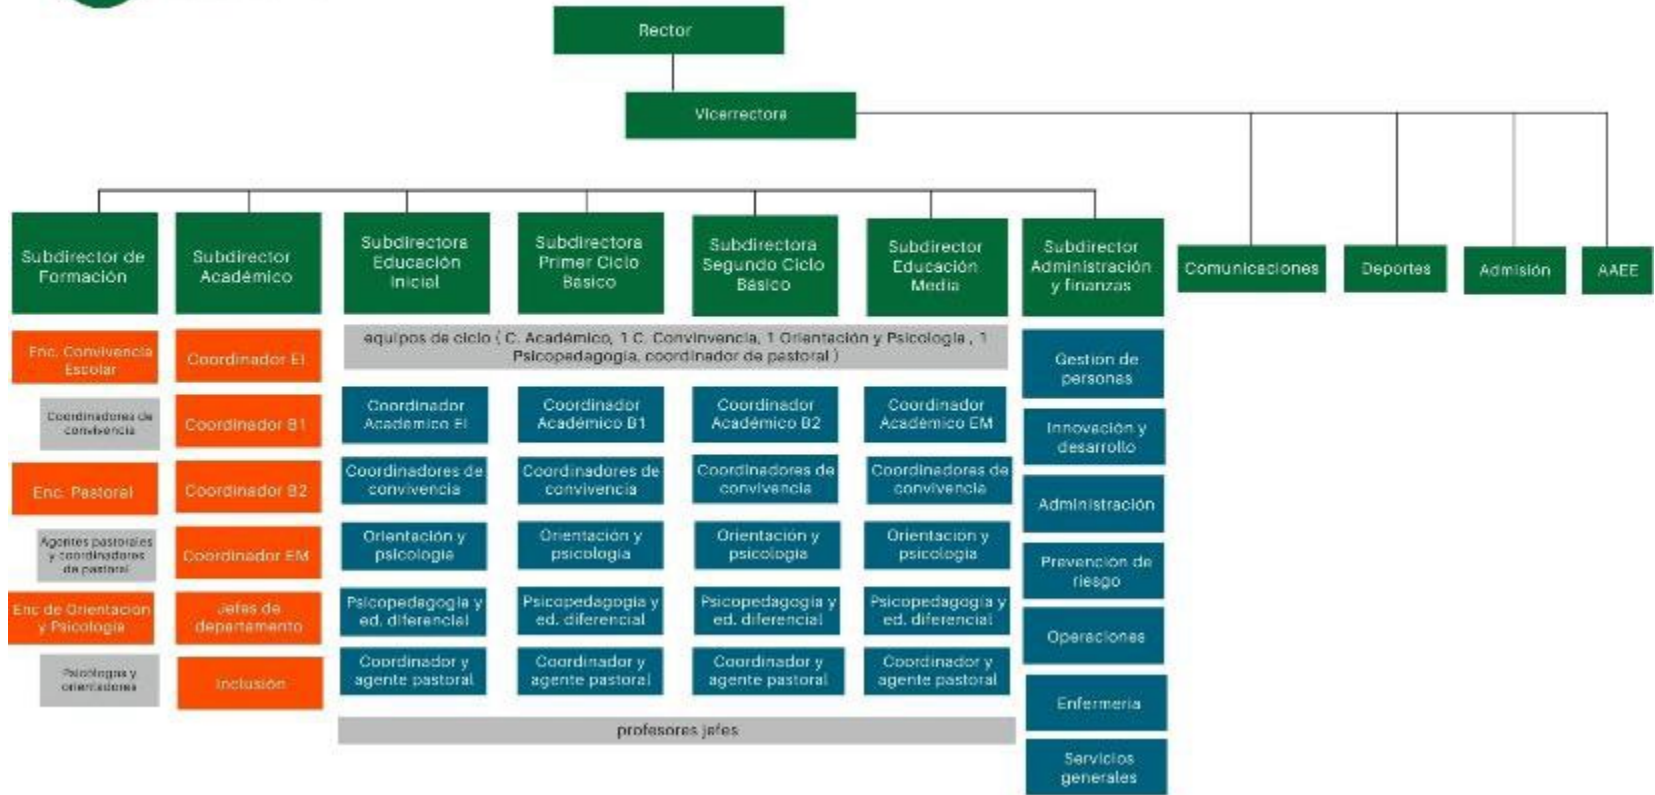 Rector
Vicerrectora
Subdirector de
Formación
Subdirector
Académico
Subdirectora
Educación
Inicial
Subdirectora
Primer Ciclo
Básico
Subdirectora
Segundo Ciclo
Básico
Subdirector
Educación
Media
Subdirector
Administración
y finanzas
Comunicaciones
Deportes
Admisión
AAEE
equipos de ciclo ( C. Académico, 1 C. Convinvencia, 1 Orientación y Psicología , 1
Psicopedagogía, coordinador de pastoral )
Enc. Convivencia
Escolar
Coordinadores de
convivencia
Enc. Pastoral
Agentes pastorales
y coordinadores
de pastoral
Enc de Orientación
y Psicología
Psicólogos y
orientadores
Coordinador EI
Coordinador B1
Coordinador B2
Coordinador EM
Jefes de
departamento
Inclusión
Coordinador
Académico EI
Coordinadores de
convivencia
Orientación y
psicología
Psicopedagogía y
ed. diferencial
Coordinador y
agente pastoral
Coordinador
Académico B1
Coordinadores de
convivencia
Orientación y
psicología
Psicopedagogía y
ed. diferencial
Coordinador y
agente pastoral
Coordinador
Académico B2
Coordinadores de
convivencia
Orientación y
psicología
Psicopedagogía y
ed. diferencial
Coordinador y
agente pastoral
Coordinador
Académico EM
Coordinadores de
convivencia
Orientación y
psicología
Psicopedagogía y
ed. diferencial
Coordinador y
agente pastoral
profesores jefes
Gestion de
personas
Innovación y
desarrollo
Administración
Prevención de
riesgo
Operaciones
Enfermería
Servicios
generales